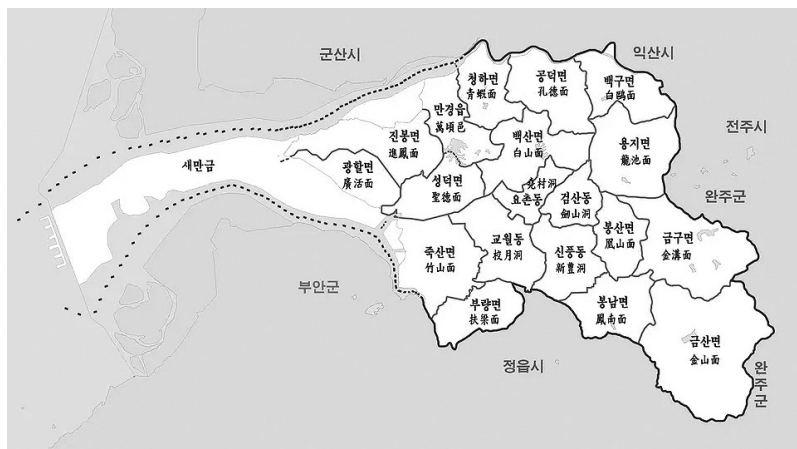 군산시
익산시
청하면
青蝦面
공덕면
孔德面
백구면
白鷗面
만경읍
萬頃邑
전주시
진봉면
進鳳面
백산면
白山面
용지면
龍池面
새만금
광활면
廣活面
성덕면
聖德面
堯村洞
요촌동
검산동
劍山洞
완주군
봉산면
鳳山面
금구면
金溝面
죽산면
竹山面
교월동
校月洞
신풍동
新豊洞
부안군
부량면
扶梁面
봉남면
鳳南面
금산면
金山面
정읍시
완
주
군